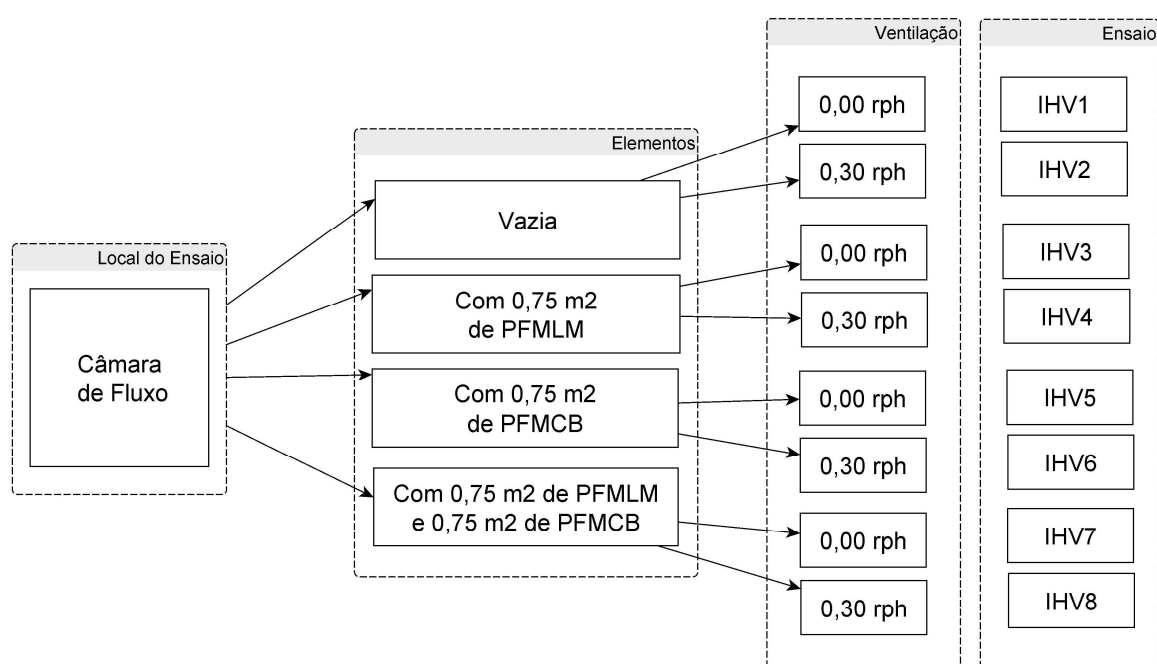 Local do Ensaio
Câmara
de Fluxo
Elementos
Vazia
Com 0,75 m2
de PFMLM
Com 0,75 m2
de PFMCB
Com 0,75 m2 de PFMLM
e 0,75 m2 de PFMCB
Ventilação
0,00 rph
0,30 rph
0,00 rph
0,30 rph
0,00 rph
0,30 rph
0,00 rph
0,30 rph
Ensaio
IHV1
IHV2
IHV3
IHV4
IHV5
IHV6
IHV7
IHV8